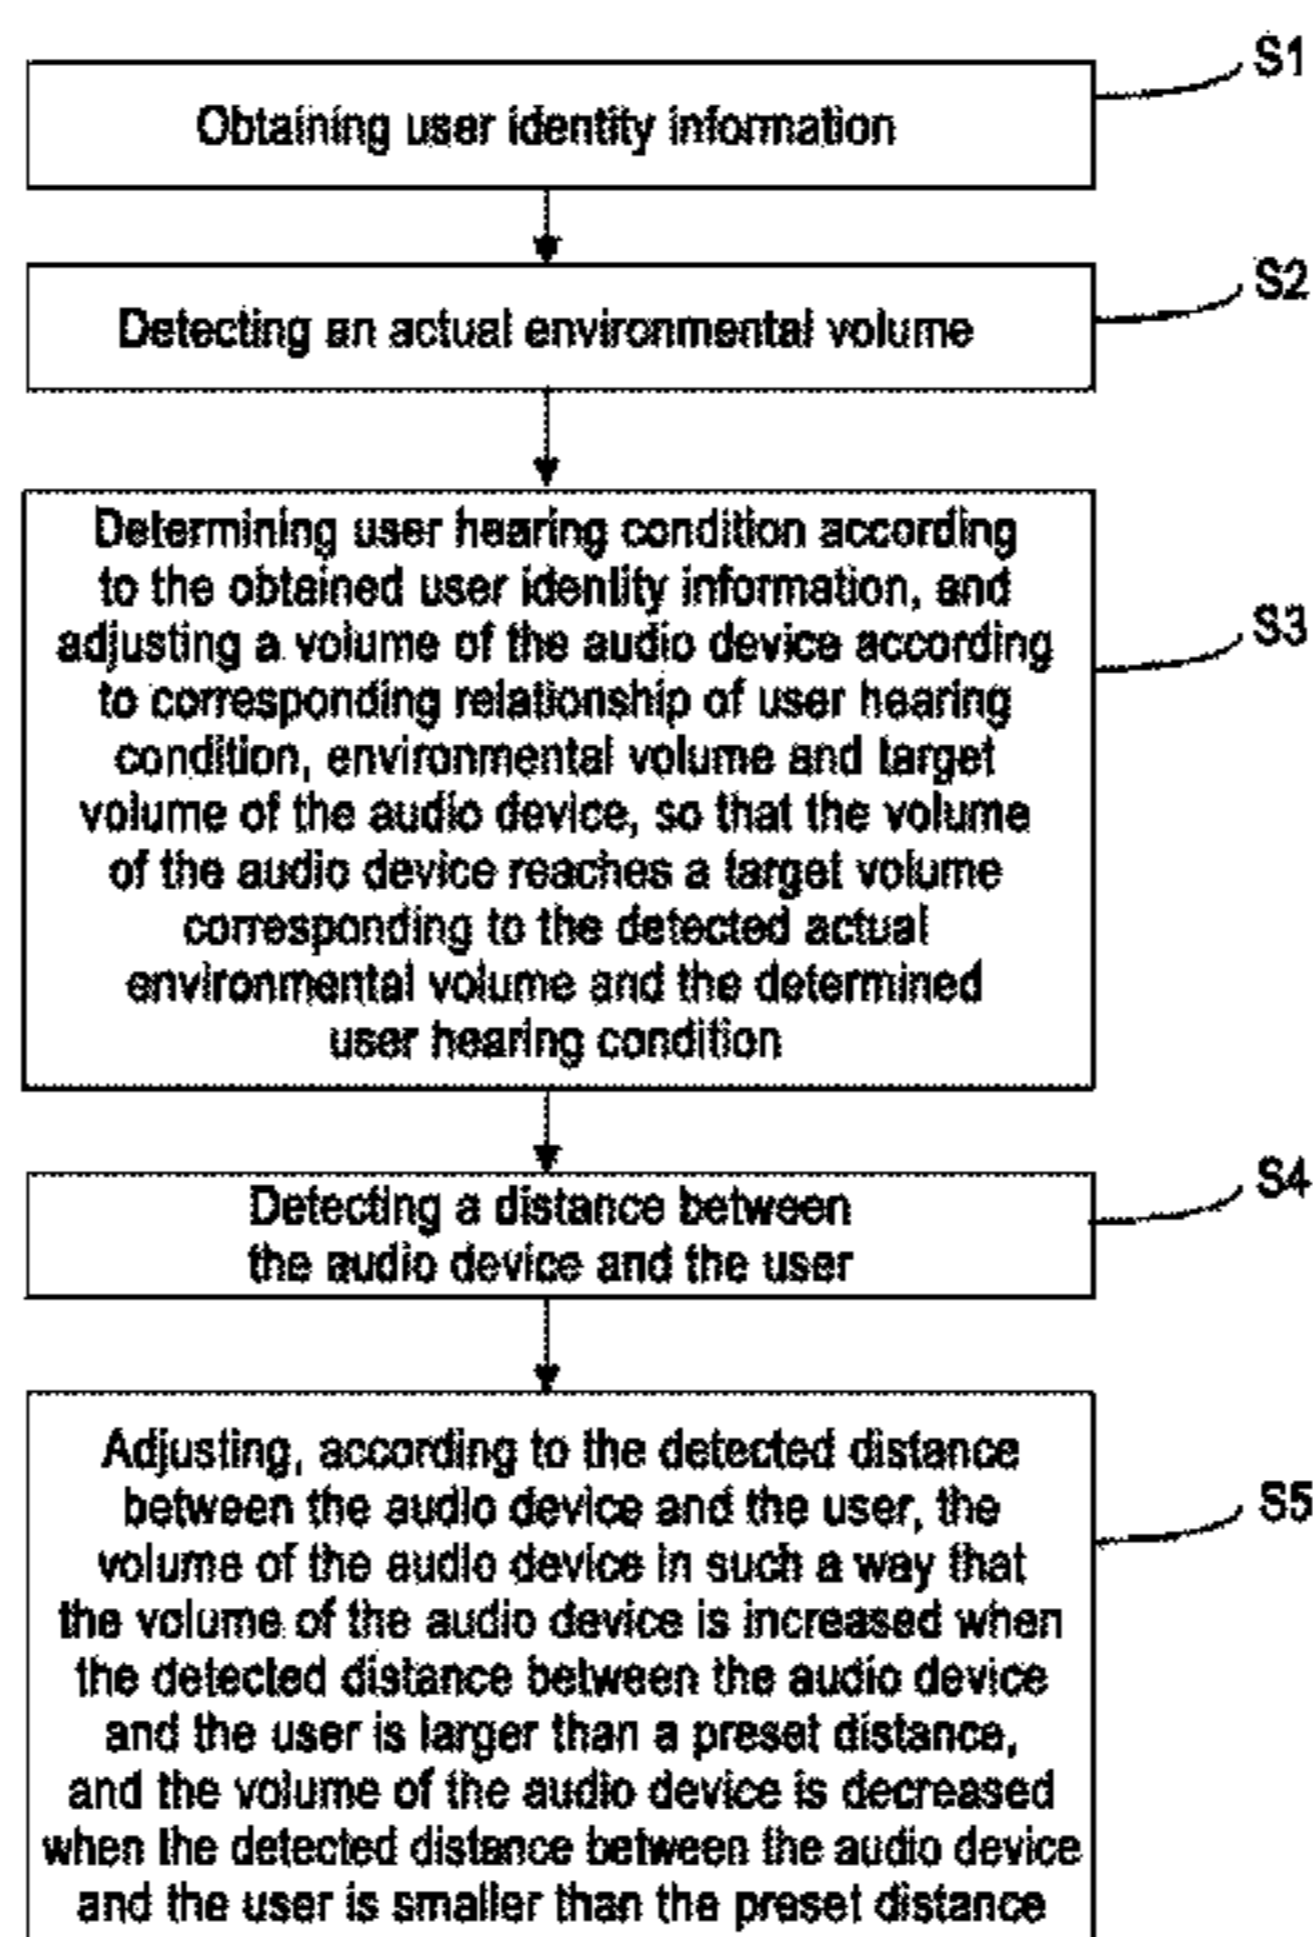 S1
Obtaining user identity information
S2
Detecting an actual environmental volume
Determining user hearing condition according
to the obtained user identity information, and
adjusting a volume of the audio device according
to corresponding relationship of user hearing
condition, environmental volume and target
volume of the audio device, so that the volume
of the audio device reaches a target volume
corresponding to the detected actual
environmental volume and the determined
user hearing condition
S3
Detecting a distance between
the audio device and the user
S4
Adjusting, according to the detected distance
between the audio device and the user, the
volume of the audio device in such a way that
the volume of the audio device is increased when
the detected distance between the audio device
and the user is larger than a preset distance,
and the volume of the audio device is decreased
when the detected distance between the audio device
and the user is smaller than the preset distance
S5